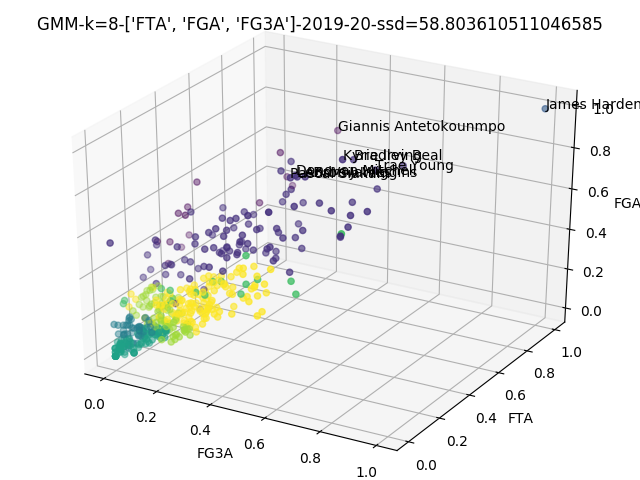 GMM-k=8-['FTA', 'FGA', 'FG3A']-2019-20-ssd=58.803610511046585
James Harden
Giannis Antetokounmpo
Bradley Beal
Trae Young
FGA
0.0
0.2
0.4
0.6
0.8
1.0
FTA
0.0
0.2
0.4
0.6
0.8
1.0
FG3A
0.0
0.2
0.4
0.6
0.8
1.0